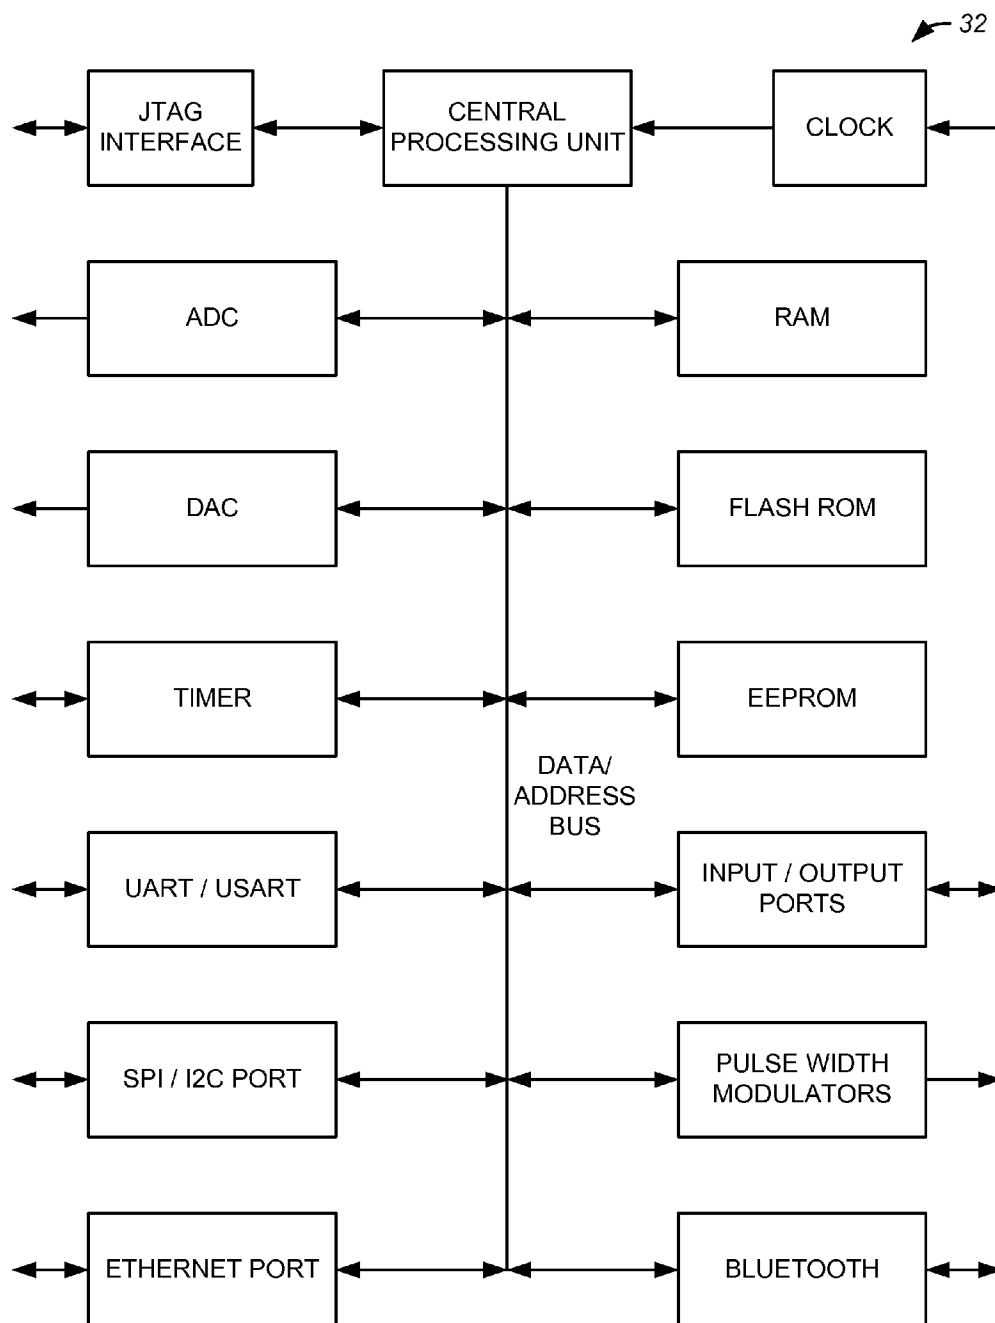 32
JTAG
INTERFACE
CENTRAL
PROCESSING UNIT
CLOCK
ADC
RAM
DAC
FLASH ROM
TIMER
EEPROM
DATA/
ADDRESS
BUS
UART / USART
INPUT / OUTPUT
PORTS
SPI / I2C PORT
PULSE WIDTH
MODULATORS
ETHERNET PORT
BLUETOOTH